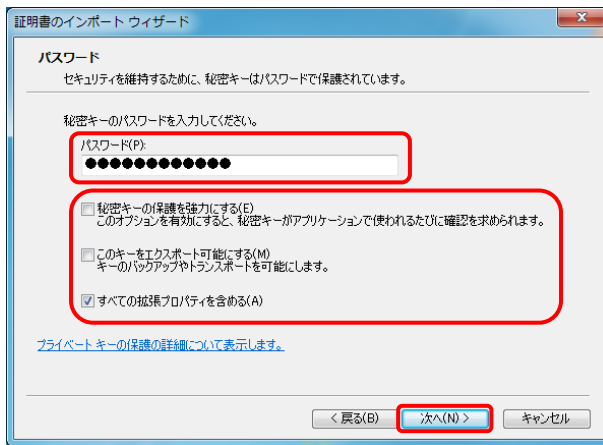 証明書のインポート ウィザード
パスワード
セキュリティを維持するために、秘密キーはパスワードで保護されています。
秘密キーのパスワードを入力してください。
パスワード(P):
●●●●●●●●●●●●
秘密キーの保護を強力にする(E)
このオプションを有効にすると、秘密キーがアプリケーションで使われるたびに確認を求められます。
このキーをエクスポート可能にする(M)
キーのバックアップやトランスポートを可能にします。
すべての拡張プロパティを含める(A)
プライベート キーの保護の詳細について表示します。
< 戻る(B) 次へ(N) > キャンセル